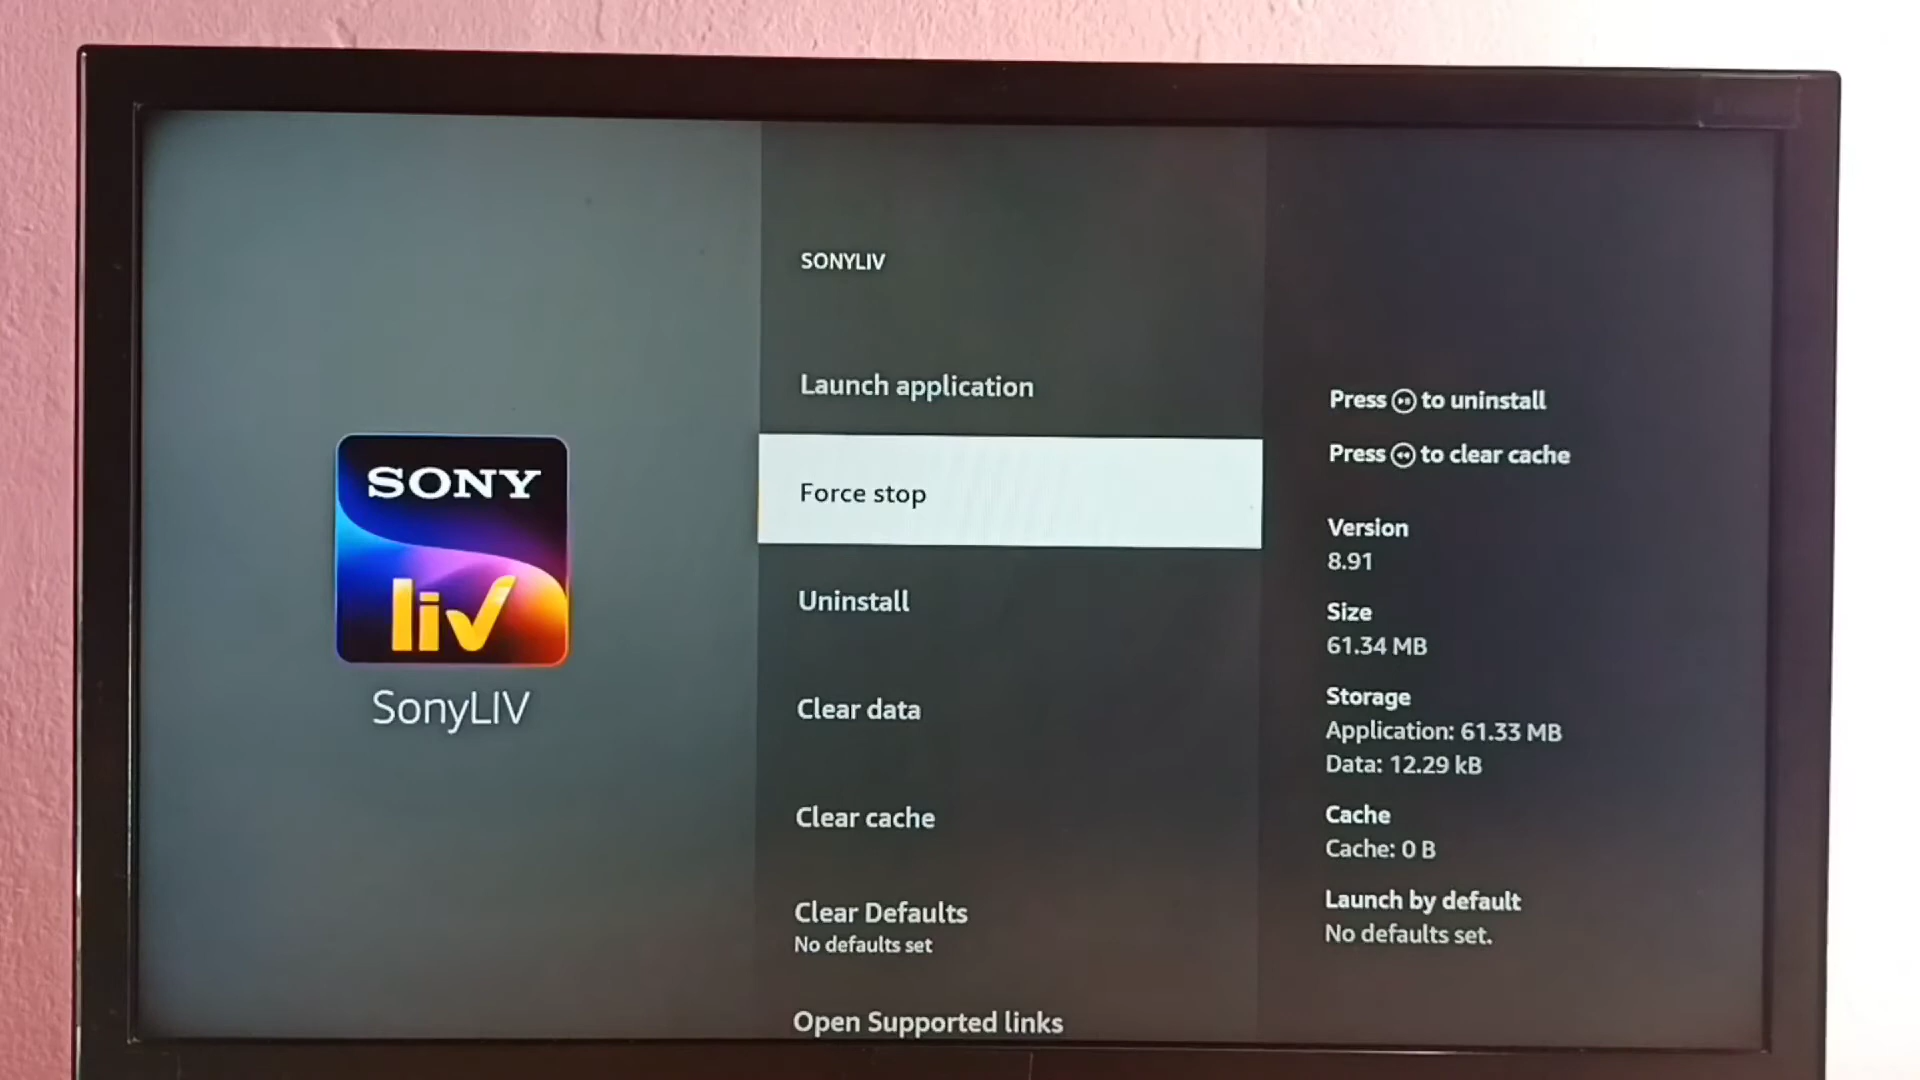 SONYLIV
Launch application
Force stop
Uninstall
Clear data
Clear cache
Clear Defaults
No defaults set
Open Supported links
SONY
liv
SonyLIV
Press to uninstall
Press to clear cache
Version
8.91
Size
61.34 MB
Storage
Application: 61.33 MB
Data: 12.29 kB
Cache
Cache: 0 B
Launch by default
No defaults set.